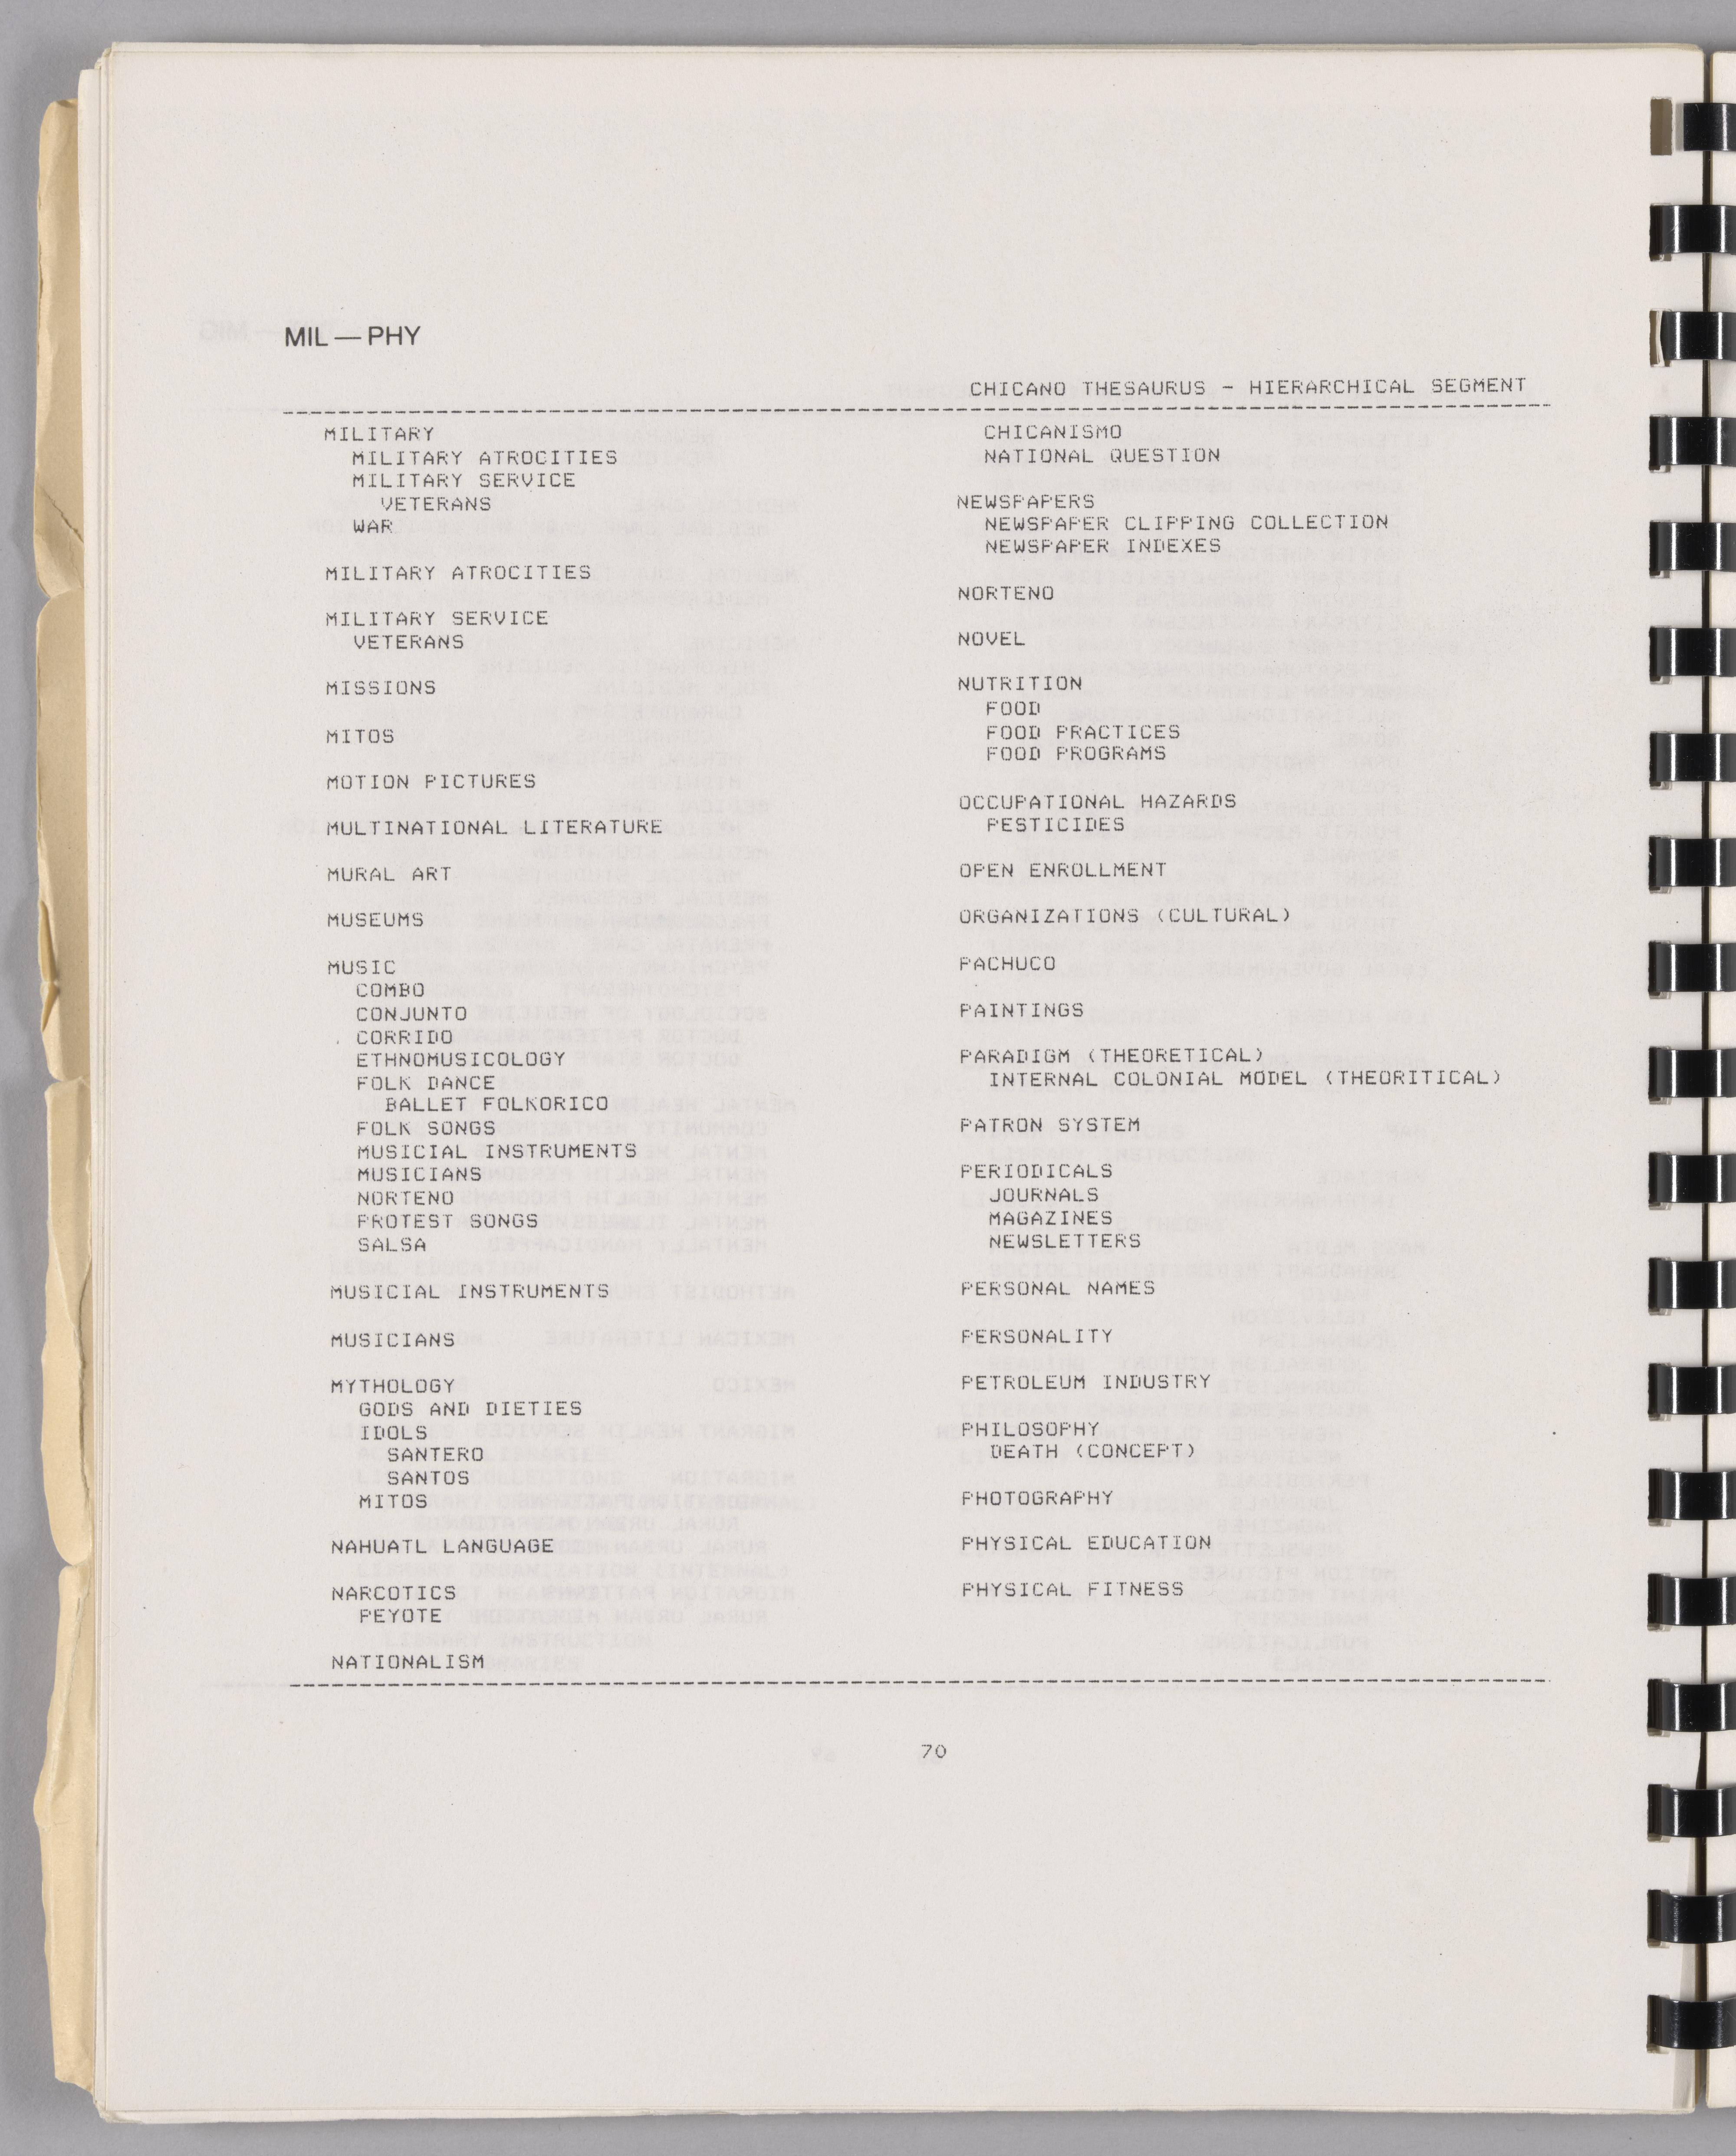 MIL — PHY
CHICANO THESAURUS - HIERARCHICAL SEGMENT
MILITARY
MILITARY ATROCITIES
MILITARY SERVICE
VETERANS
WAR
MILITARY ATROCITIES
MILITARY SERVICE
VETERANS
MISSIONS
MITOS
MOTION PICTURES
MULTINATIONAL LITERATURE
MURAL ART
MUSEUMS
MUSIC
COMBO
CONJUNTO
CORRIDO
ETHNOMUSICOLOGY
FOLK DANCE
BALLET FOLKORICO
FOLK SONGS
MUSICIAL INSTRUMENTS
MUSICIANS
NORTENO
PROTEST SONGS
SALSA
MUSICIAL INSTRUMENTS
MUSICIANS
MYTHOLOGY
GODS AND DIETIES
IDOLS
SANTERO
SANTOS
MITOS
NAHUATL LANGUAGE
NARCOTICS
PEYOTE
NATIONALISM
CHICANISMO
NATIONAL QUESTION
NEWSPAPERS
NEWSPAPER CLIPPING COLLECTION
NEWSPAPER INDEXES
NORTENO
NOVEL
NUTRITION
FOOD
FOOD PRACTICES
FOOD PROGRAMS
OCCUPATIONAL HAZARDS
PESTICIDES
OPEN ENROLLMENT
ORGANIZATIONS (CULTURAL)
PACHUCO
PAINTINGS
PARADIGM (THEORETICAL)
INTERNAL COLONIAL MODEL (THEORITICAL)
PATRON SYSTEM
PERIODICALS
JOURNALS
MAGAZINES
NEWSLETTERS
PERSONAL NAMES
PERSONALITY
PETROLEUM INDUSTRY
PHILOSOPHY
DEATH (CONCEPT)
PHOTOGRAPHY
PHYSICAL EDUCATION
PHYSICAL FITNESS
70